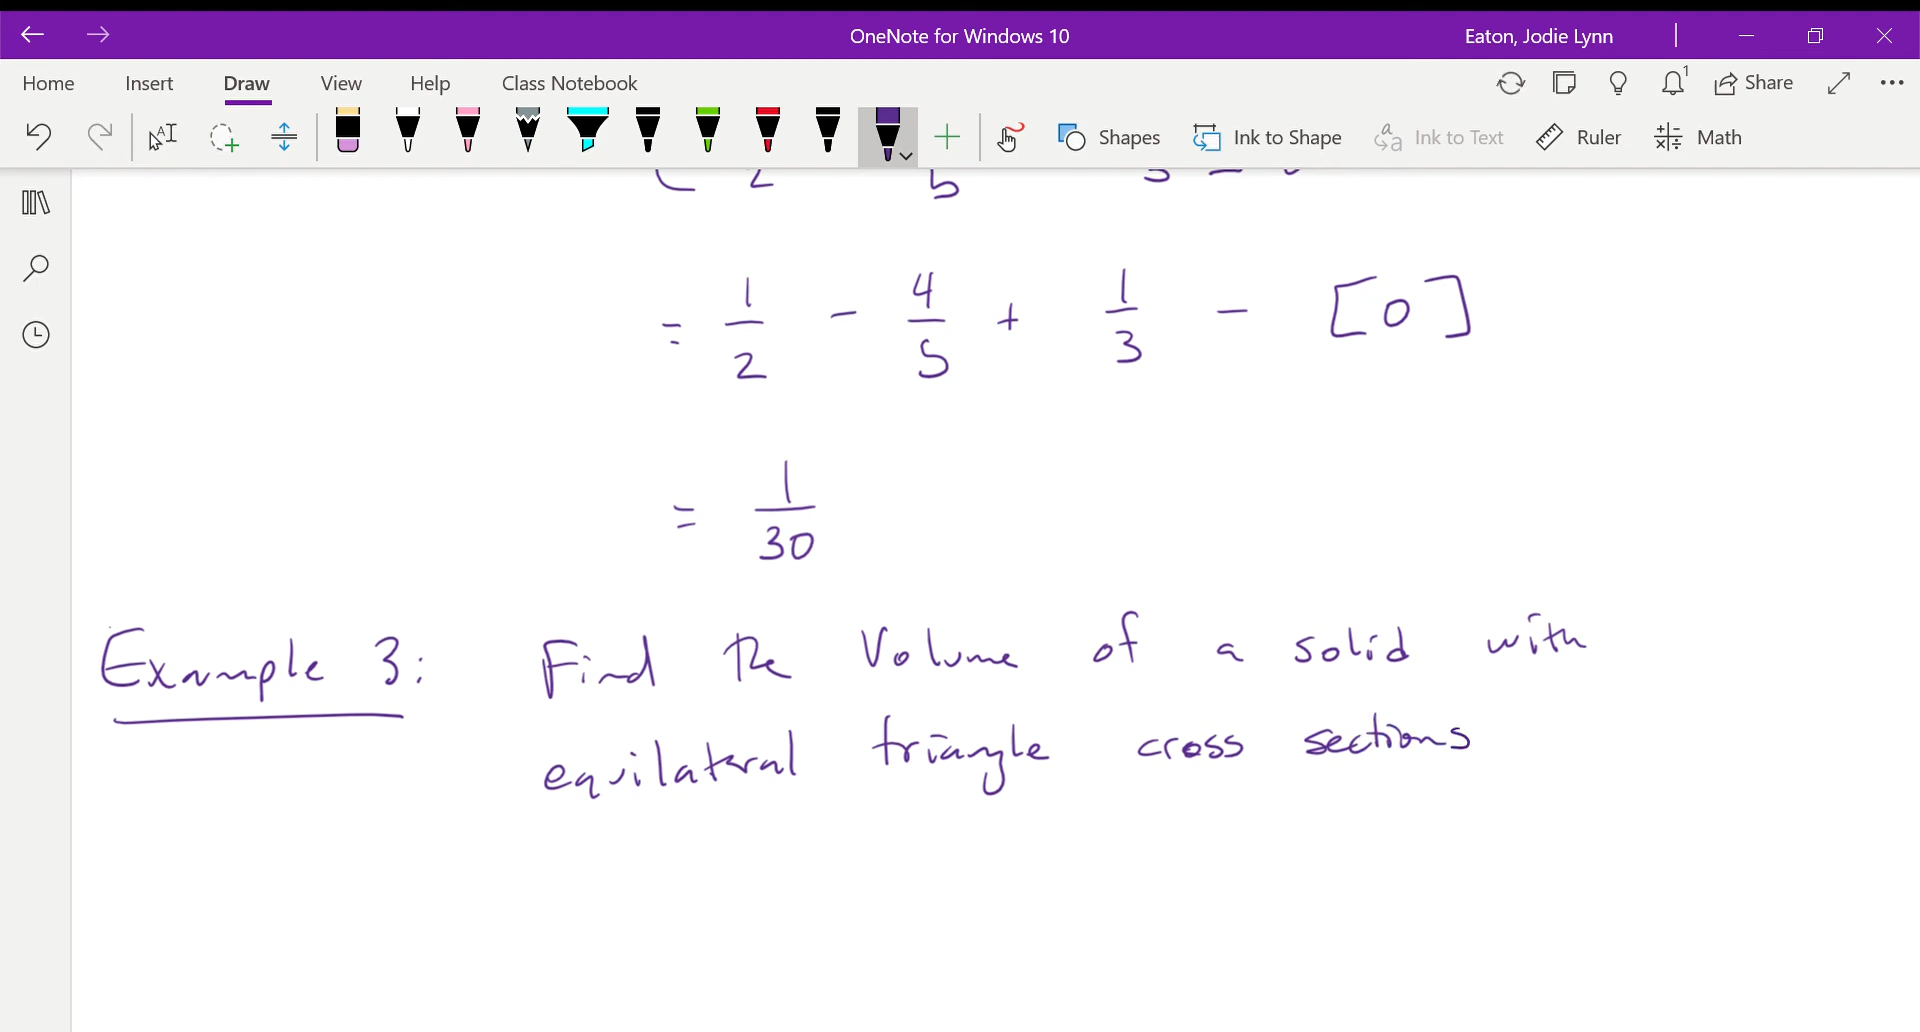 OneNote for Windows 10
Eaton, Jodie Lynn
Home Insert Draw View Help Class Notebook
1 Share
Shapes Ink to Shape Ink to Text Ruler Math
= 1/2 - 4/5 + 1/3 - [0]
= 1/30
Example 3: Find the Volume of a solid with
equilateral triangle cross sections